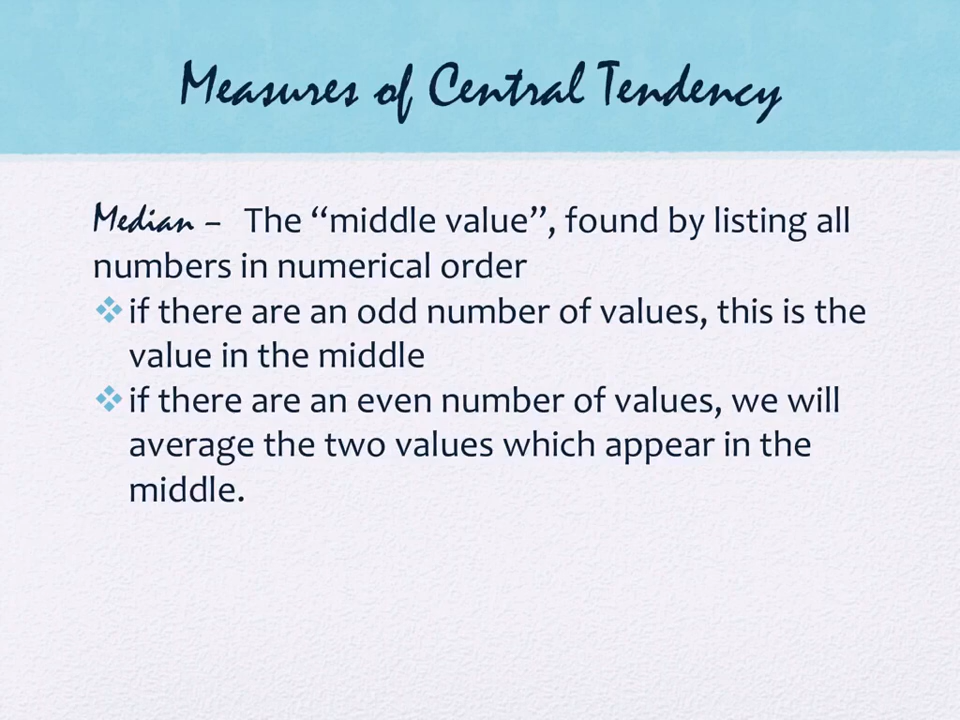 Measures of Central Tendency
Median – The “middle value”, found by listing all
numbers in numerical order
❖ if there are an odd number of values, this is the
value in the middle
❖ if there are an even number of values, we will
average the two values which appear in the
middle.